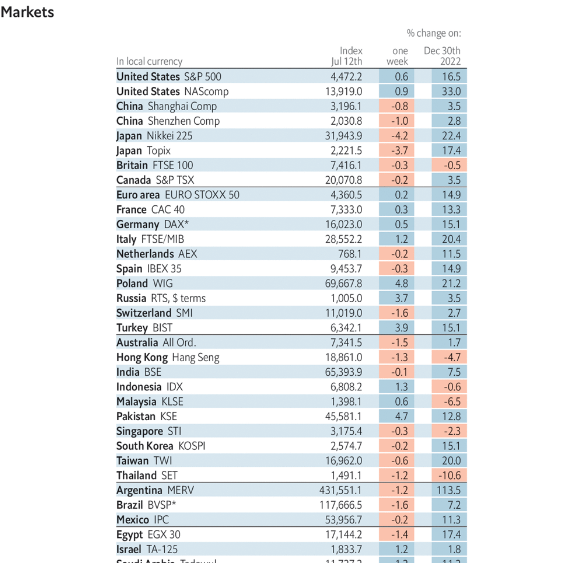 Markets
% change on:
Index one Dec 30th
In local currency Jul 12th week 2022
United States S&P 500 4,472.2 0.6 16.5
United States NAScomp 13,919.0 0.9 33.0
China Shanghai Comp 3,196.1 -0.8 3.5
China Shenzhen Comp 2,030.8 -1.0 2.8
Japan Nikkei 225 31,943.9 -4.2 22.4
Japan Topix 2,221.5 -3.7 17.4
Britain FTSE 100 7,416.1 -0.3 -0.5
Canada S&P TSX 20,070.8 -0.2 3.5
Euro area EURO STOXX 50 4,360.5 0.2 14.9
France CAC 40 7,333.0 0.3 13.3
Germany DAX* 16,023.0 0.5 15.1
Italy FTSE/MIB 28,552.2 1.2 20.4
Netherlands AEX 768.1 -0.2 11.5
Spain IBEX 35 9,453.7 -0.3 14.9
Poland WIG 69,667.8 4.8 21.2
Russia RTS, $ terms 1,005.0 3.7 3.5
Switzerland SMI 11,019.0 -1.6 2.7
Turkey BIST 6,342.1 3.9 15.1
Australia All Ord. 7,341.5 -1.5 1.7
Hong Kong Hang Seng 18,861.0 -1.3 -4.7
India BSE 65,393.9 -0.1 7.5
Indonesia IDX 6,808.2 1.3 -0.6
Malaysia KLSE 1,398.1 0.6 -6.5
Pakistan KSE 45,581.1 4.7 12.8
Singapore STI 3,175.4 -0.3 -2.3
South Korea KOSPI 2,574.7 -0.2 15.1
Taiwan TWI 16,962.0 -0.6 20.0
Thailand SET 1,491.1 -1.2 -10.6
Argentina MERV 431,551.1 -1.2 113.5
Brazil BVSP* 117,666.5 -1.6 7.2
Mexico IPC 53,956.7 -0.2 11.3
Egypt EGX 30 17,144.2 -1.4 17.4
Israel TA-125 1,833.7 1.2 1.8